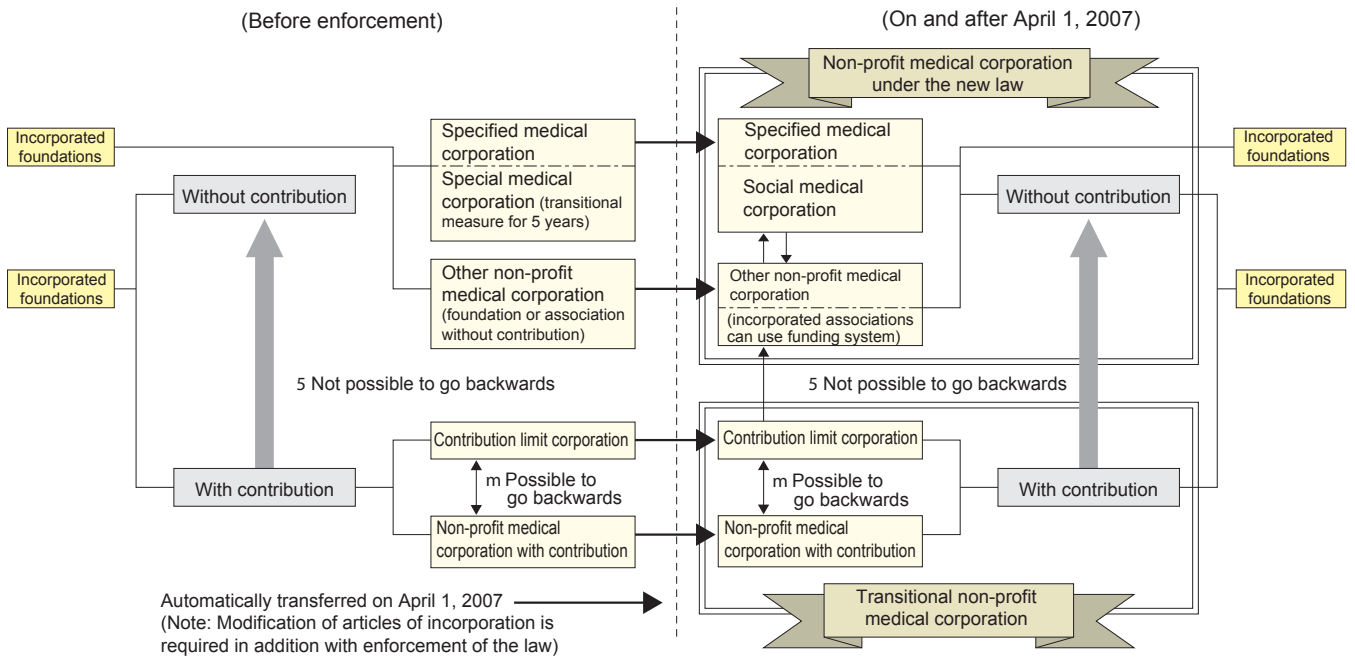 (Before enforcement)
(On and after April 1, 2007)
Non-profit medical corporation
under the new law
Incorporated
foundations
Without contribution
Incorporated
foundations
With contribution
Specified medical
corporation
Special medical
corporation (transitional
measure for 5 years)
Other non-profit
medical corporation
(foundation or association
without contribution)
5 Not possible to go backwards
Contribution limit corporation
m Possible to
go backwards
Non-profit medical
corporation with contribution
Automatically transferred on April 1, 2007
(Note: Modification of articles of incorporation is
required in addition with enforcement of the law)
Specified medical
corporation
Social medical
corporation
Other non-profit medical
corporation
(incorporated associations
can use funding system)
5 Not possible to go backwards
Contribution limit corporation
m Possible to
go backwards
Non-profit medical
corporation with contribution
Without contribution
With contribution
Incorporated
foundations
Incorporated
foundations
Transitional non-profit
medical corporation